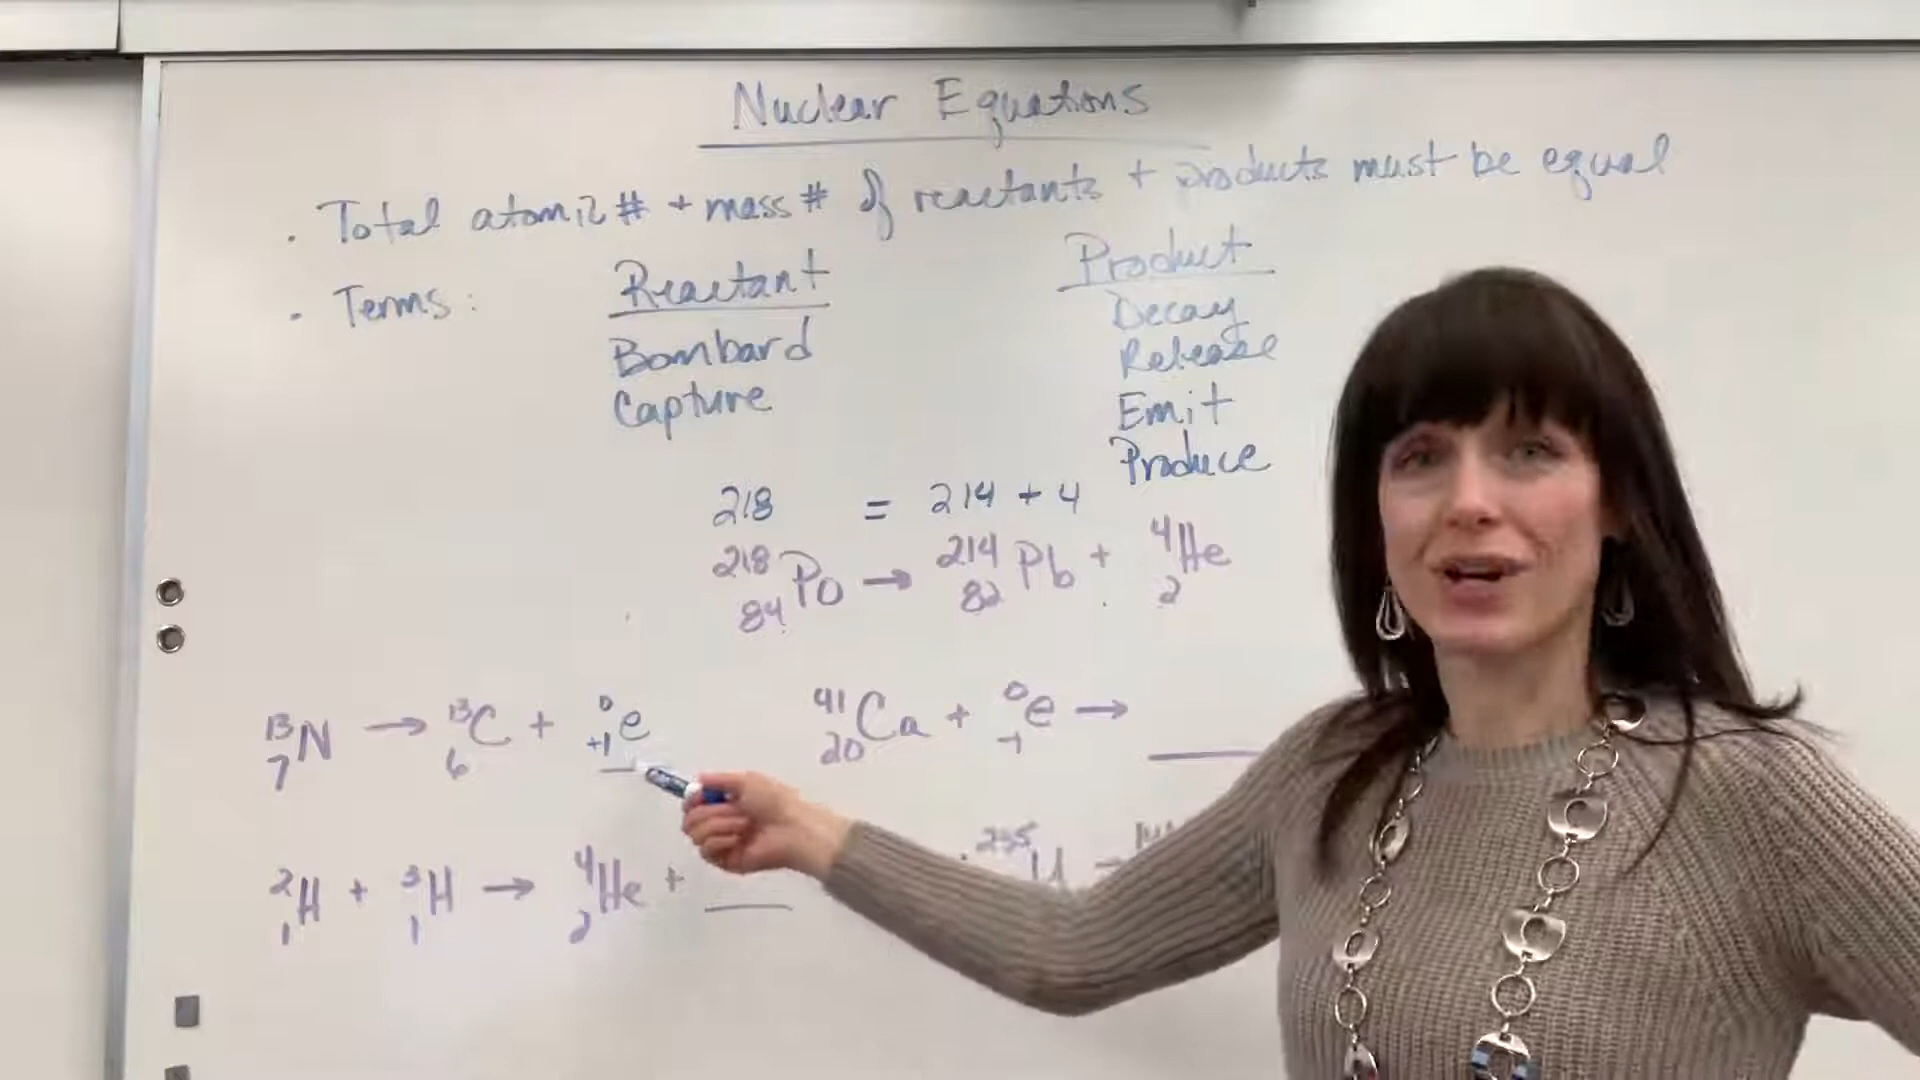 Nuclear Equations
. Total atomic # + mass # of reactants + products must be equal
. Terms: Reactant Product
Bombard Decay
Capture Release
Emit
Produce
218 = 214 + 4
218 84 Po → 214 82 Pb + 4 2 He
13 7 N → 13 6 C + 0 +1 e
41 20 Ca + 0 -1 e →
2 1 H + 3 1 H → 4 2 He +
235 U →